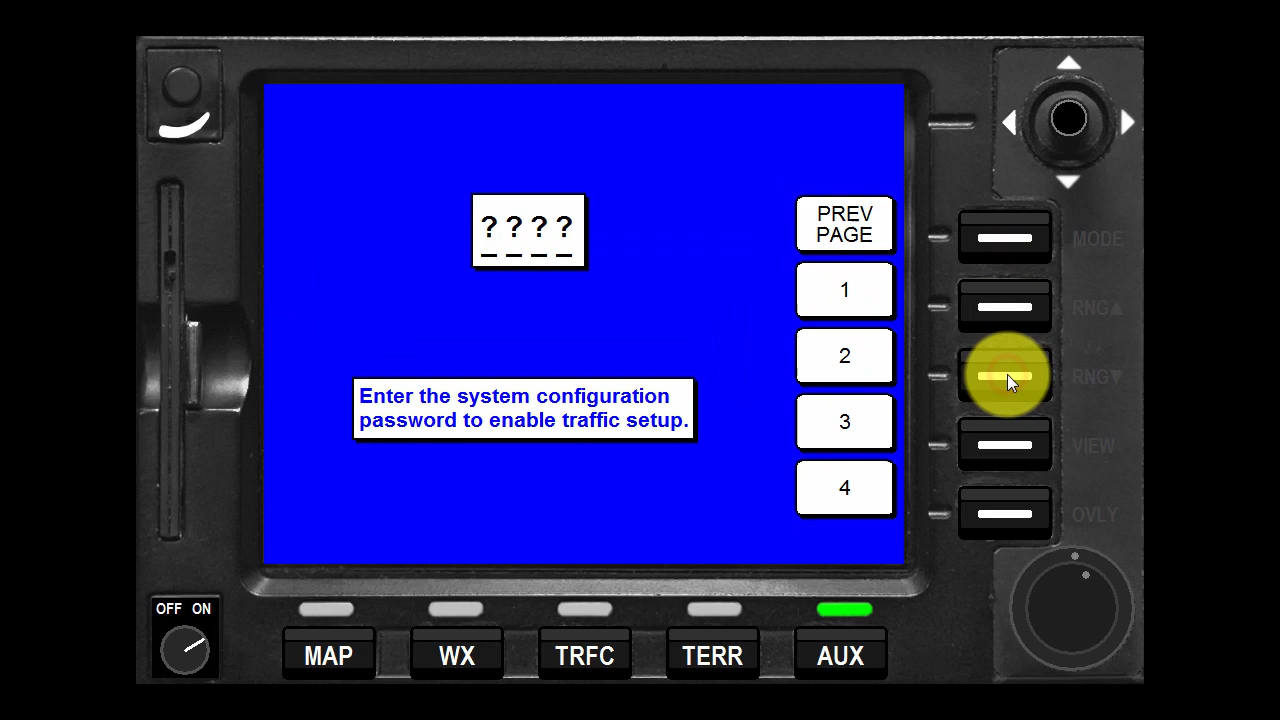 ? ? ? ?
Enter the system configuration
password to enable traffic setup.
PREV
PAGE
1
2
3
4
MODE
RNG▲
RNG▼
VIEW
OVLY
OFF ON
MAP
WX
TRFC
TERR
AUX